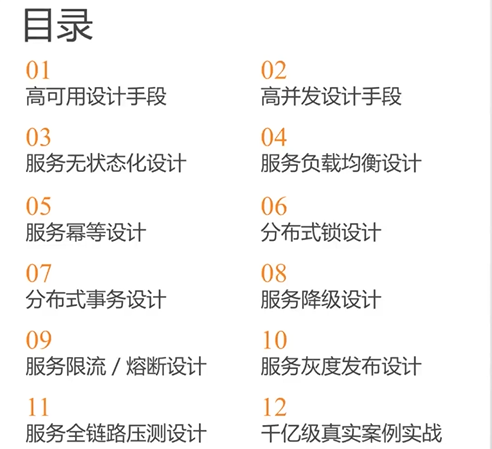 目录
01
高可用设计手段
02
高并发设计手段
03
服务无状态化设计
04
服务负载均衡设计
05
服务幂等设计
06
分布式锁设计
07
分布式事务设计
08
服务降级设计
09
服务限流 / 熔断设计
10
服务灰度发布设计
11
服务全链路压测设计
12
千亿级真实案例实战